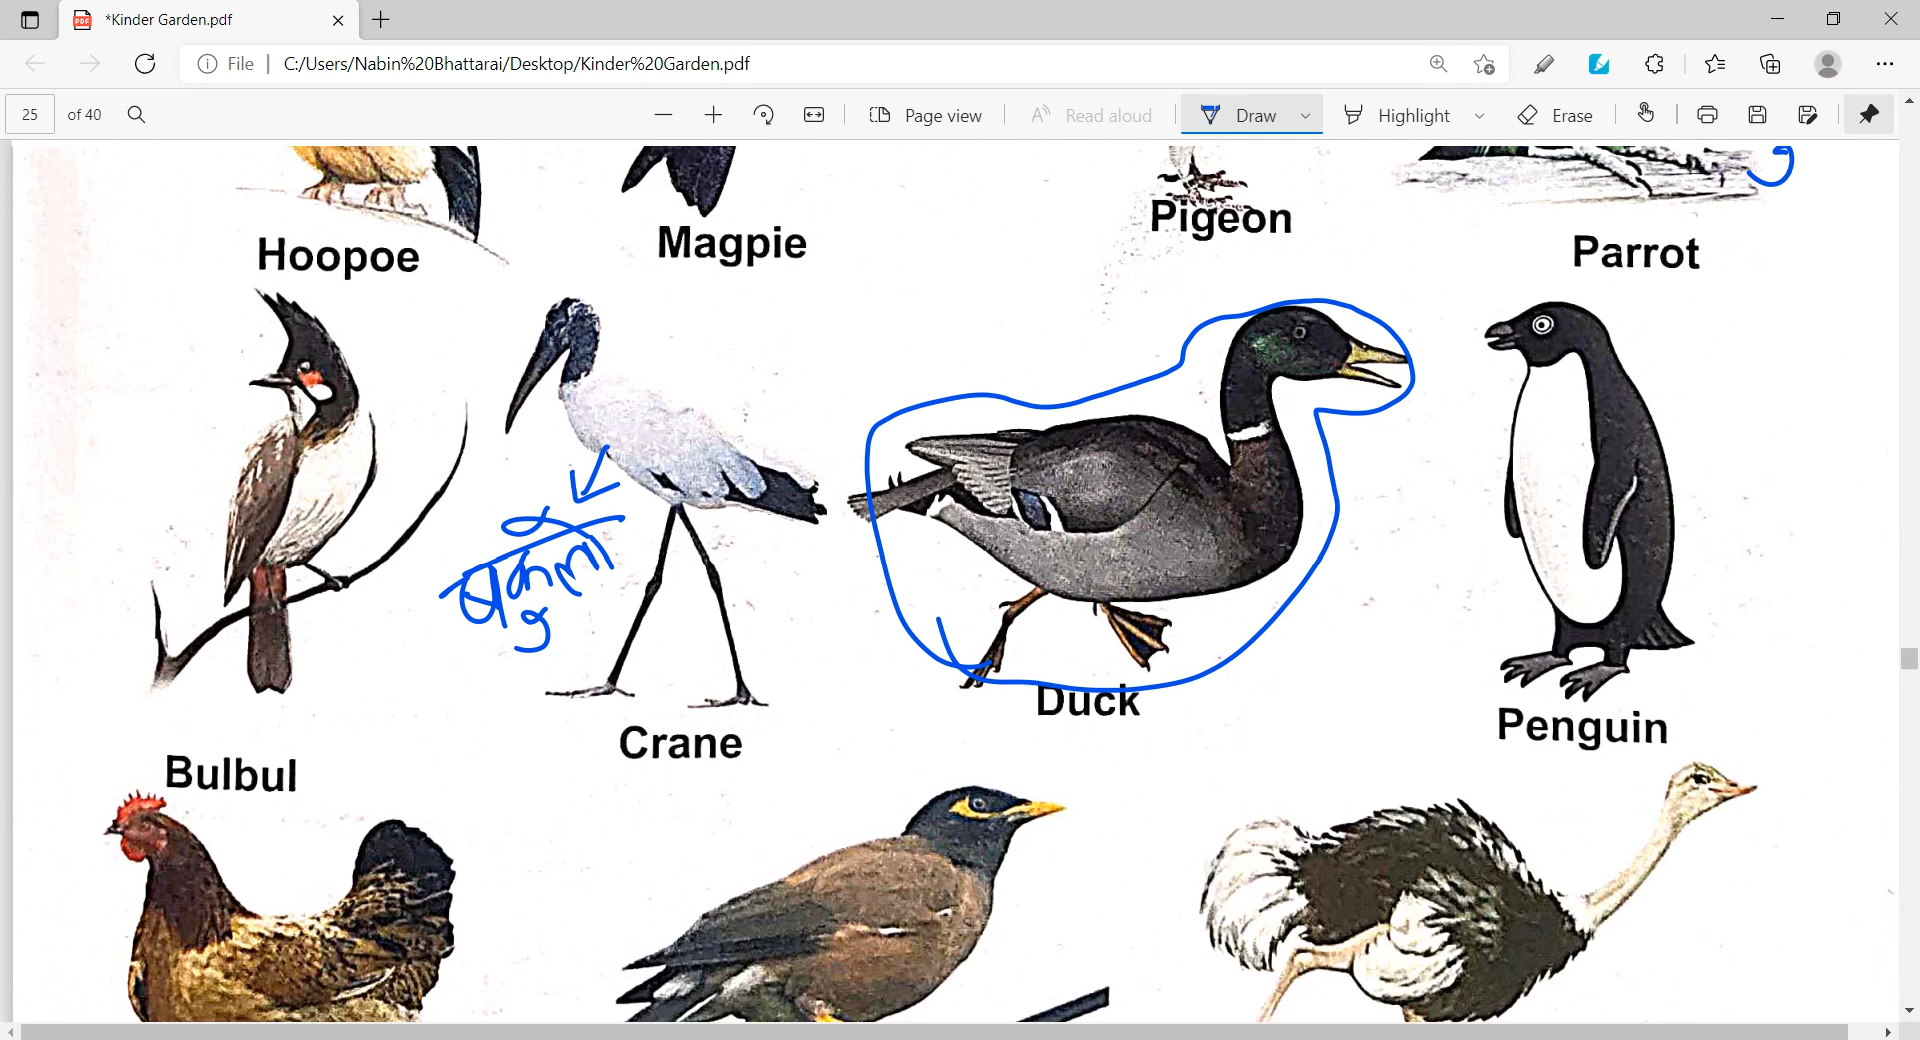 *Kinder Garden.pdf
File
C:/Users/Nabin%20Bhattarai/Desktop/Kinder%20Garden.pdf
25 of 40
Page view
Read aloud
Draw
Highlight
Erase
Hoopoe
Magpie
Pigeon
Parrot
Bulbul
Crane
Duck
Penguin